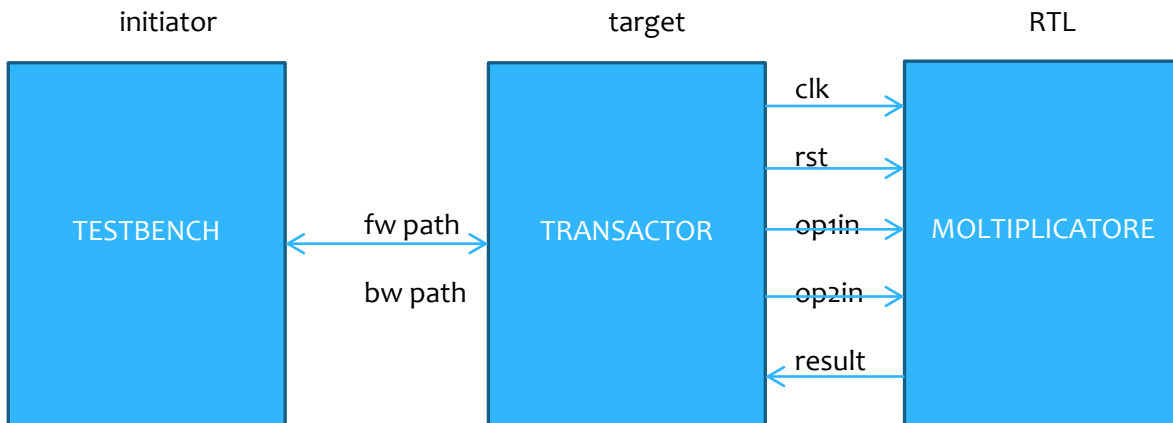 initiator
target
RTL
clk
rst
TESTBENCH
fw path
TRANSACTOR
op1in
MOLTIPLICATORE
bw path
op2in
result